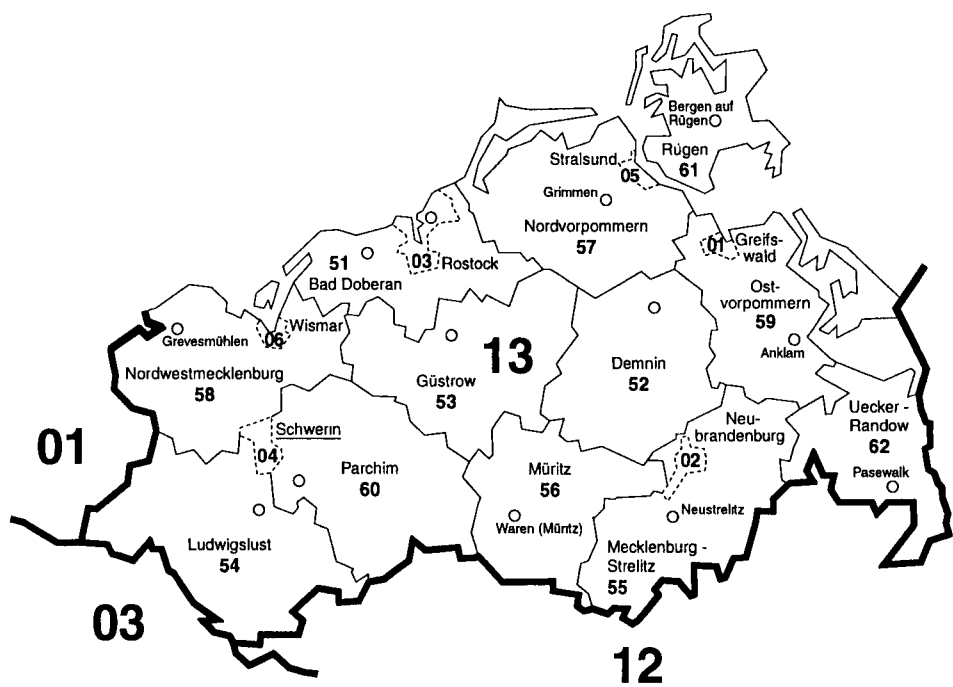 Bergen auf
Rügen
Rügen
61
Stralsund
05
Grimmen
Nordvorpommern
57
01
Greifs-
wald
51
Bad Doberan
03
Rostock
Ost-
vorpommern
59
Anklam
06
Wismar
Grevesmühlen
Nordwestmecklenburg
58
Güstrow
53
13
Demnin
52
Uecker -
Randow
62
Pasewalk
Neu-
brandenburg
02
01
Schwerin
04
Parchim
60
Müritz
56
Waren (Müritz)
Neustrelitz
Ludwigslust
54
Mecklenburg -
Strelitz
55
03
12